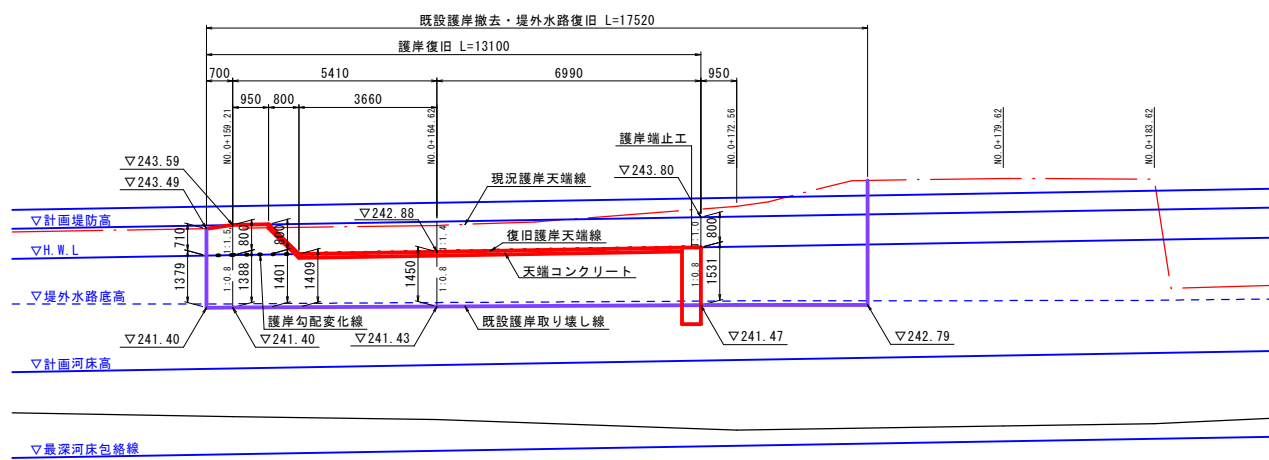 既設護岸撤去・堤外水路復旧 L=17520
護岸復旧 L=13100
700
5410
6990
950
950
800
3660
NO.0+159.21
NO.0+164.62
NO.0+172.56
NO.0+179.62
NO.0+183.62
護岸端止工
▽243.59
▽243.49
現況護岸天端線
▽243.80
▽242.88
▽計画堤防高
710
1:1.5
800
800
1:1.4
1:1.0
800
復旧護岸天端線
▽H.W.L
天端コンクリート
1379
1:0.8
1388
1401
1409
1450
1:0.8
1:0.8
1531
▽堤外水路底高
護岸勾配変化線
既設護岸取り壊し線
▽241.40
▽241.40
▽241.43
▽241.47
▽242.79
▽計画河床高
▽最深河床包絡線